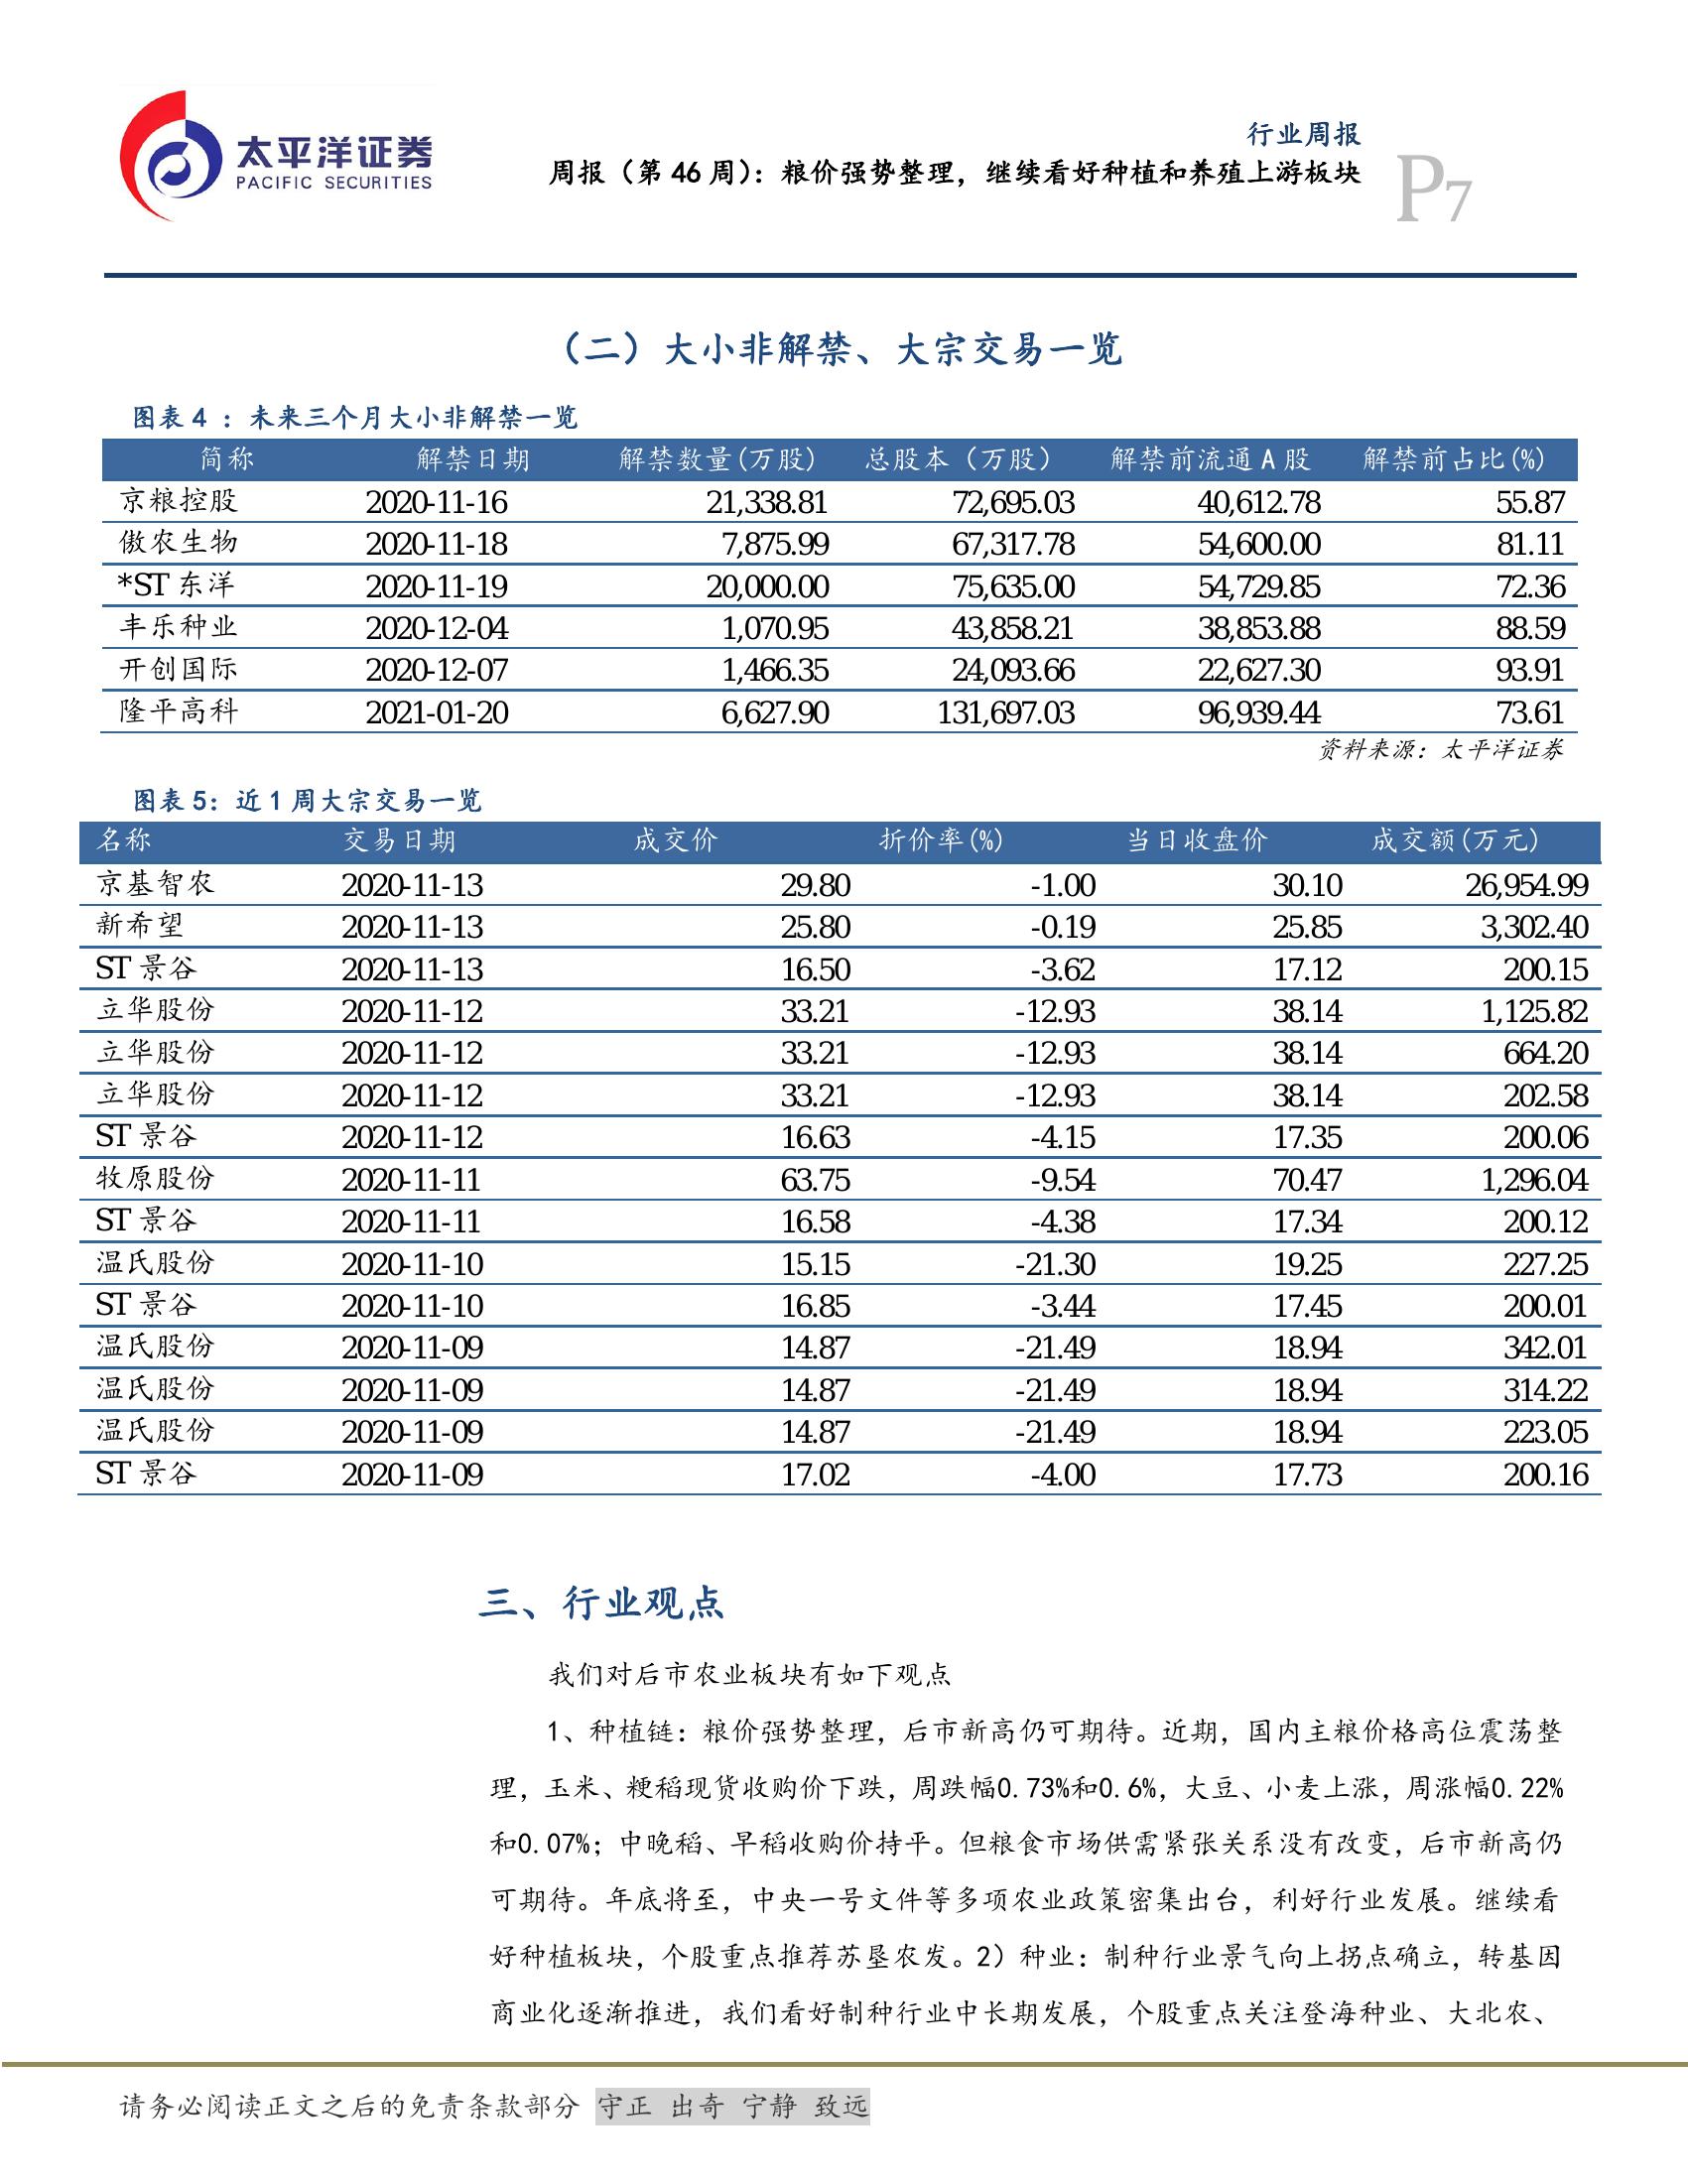 太平洋证券
PACIFIC SECURITIES
行业周报
周报（第 46 周）：粮价强势整理，继续看好种植和养殖上游板块
P7
（二）大小非解禁、大宗交易一览
图表 4 ：未来三个月大小非解禁一览
简称 解禁日期 解禁数量(万股) 总股本（万股） 解禁前流通 A 股 解禁前占比(%)
京粮控股 2020-11-16 21,338.81 72,695.03 40,612.78 55.87
傲农生物 2020-11-18 7,875.99 67,317.78 54,600.00 81.11
*ST 东洋 2020-11-19 20,000.00 75,635.00 54,729.85 72.36
丰乐种业 2020-12-04 1,070.95 43,858.21 38,853.88 88.59
开创国际 2020-12-07 1,466.35 24,093.66 22,627.30 93.91
隆平高科 2021-01-20 6,627.90 131,697.03 96,939.44 73.61
资料来源：太平洋证券
图表 5：近 1 周大宗交易一览
名称 交易日期 成交价 折价率(%) 当日收盘价 成交额(万元)
京基智农 2020-11-13 29.80 -1.00 30.10 26,954.99
新希望 2020-11-13 25.80 -0.19 25.85 3,302.40
ST 景谷 2020-11-13 16.50 -3.62 17.12 200.15
立华股份 2020-11-12 33.21 -12.93 38.14 1,125.82
立华股份 2020-11-12 33.21 -12.93 38.14 664.20
立华股份 2020-11-12 33.21 -12.93 38.14 202.58
ST 景谷 2020-11-12 16.63 -4.15 17.35 200.06
牧原股份 2020-11-11 63.75 -9.54 70.47 1,296.04
ST 景谷 2020-11-11 16.58 -4.38 17.34 200.12
温氏股份 2020-11-10 15.15 -21.30 19.25 227.25
ST 景谷 2020-11-10 16.85 -3.44 17.45 200.01
温氏股份 2020-11-09 14.87 -21.49 18.94 342.01
温氏股份 2020-11-09 14.87 -21.49 18.94 314.22
温氏股份 2020-11-09 14.87 -21.49 18.94 223.05
ST 景谷 2020-11-09 17.02 -4.00 17.73 200.16
三、行业观点
我们对后市农业板块有如下观点
1、种植链：粮价强势整理，后市新高仍可期待。近期，国内主粮价格高位震荡整
理，玉米、粳稻现货收购价下跌，周跌幅0.73%和0.6%，大豆、小麦上涨，周涨幅0.22%
和0.07%；中晚稻、早稻收购价持平。但粮食市场供需紧张关系没有改变，后市新高仍
可期待。年底将至，中央一号文件等多项农业政策密集出台，利好行业发展。继续看
好种植板块，个股重点推荐苏垦农发。2）种业：制种行业景气向上拐点确立，转基因
商业化逐渐推进，我们看好制种行业中长期发展，个股重点关注登海种业、大北农、
请务必阅读正文之后的免责条款部分 守正 出奇 宁静 致远